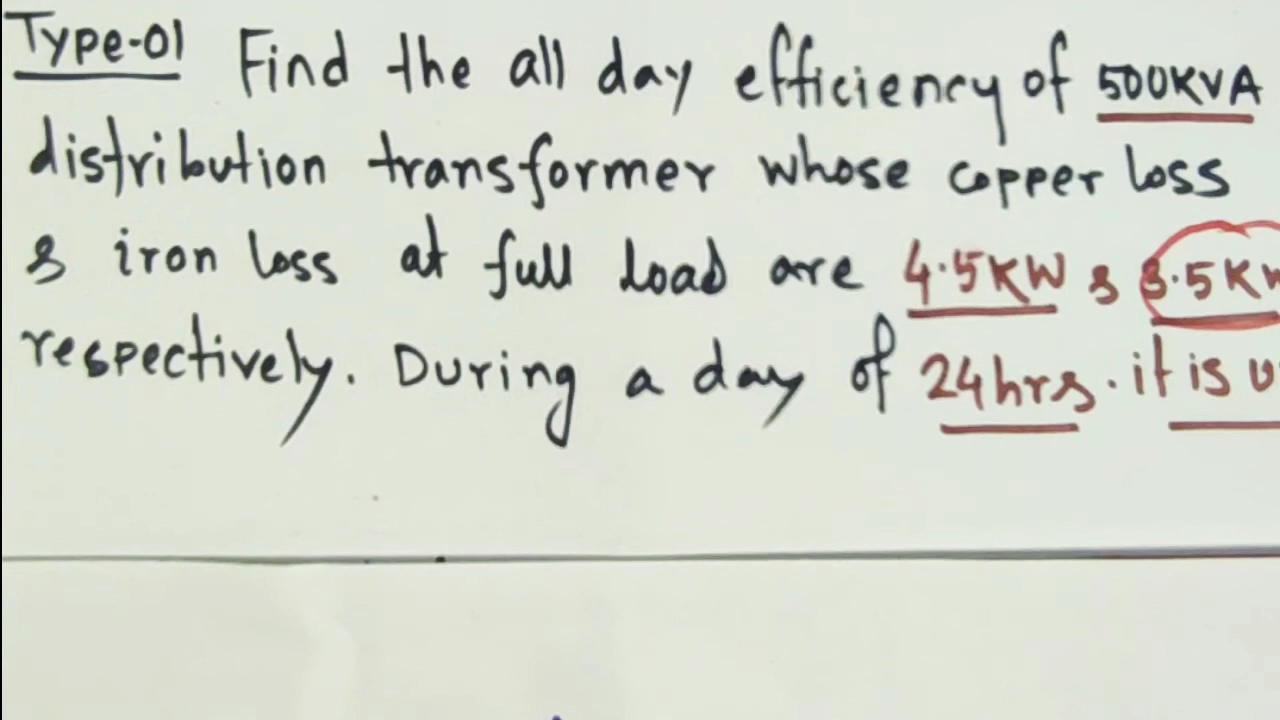 Type-01 Find the all day efficiency of 500KVA
distribution transformer whose copper loss
& iron loss at full load are 4.5KW & 3.5KW
respectively. During a day of 24hrs. it is